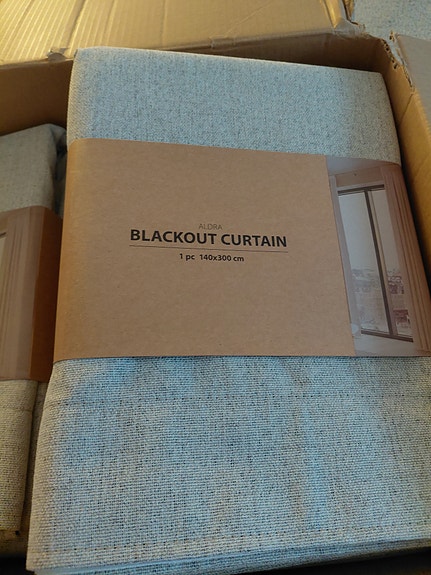 ALORA
BLACKOUT CURTAIN
1 pc 140x300 cm